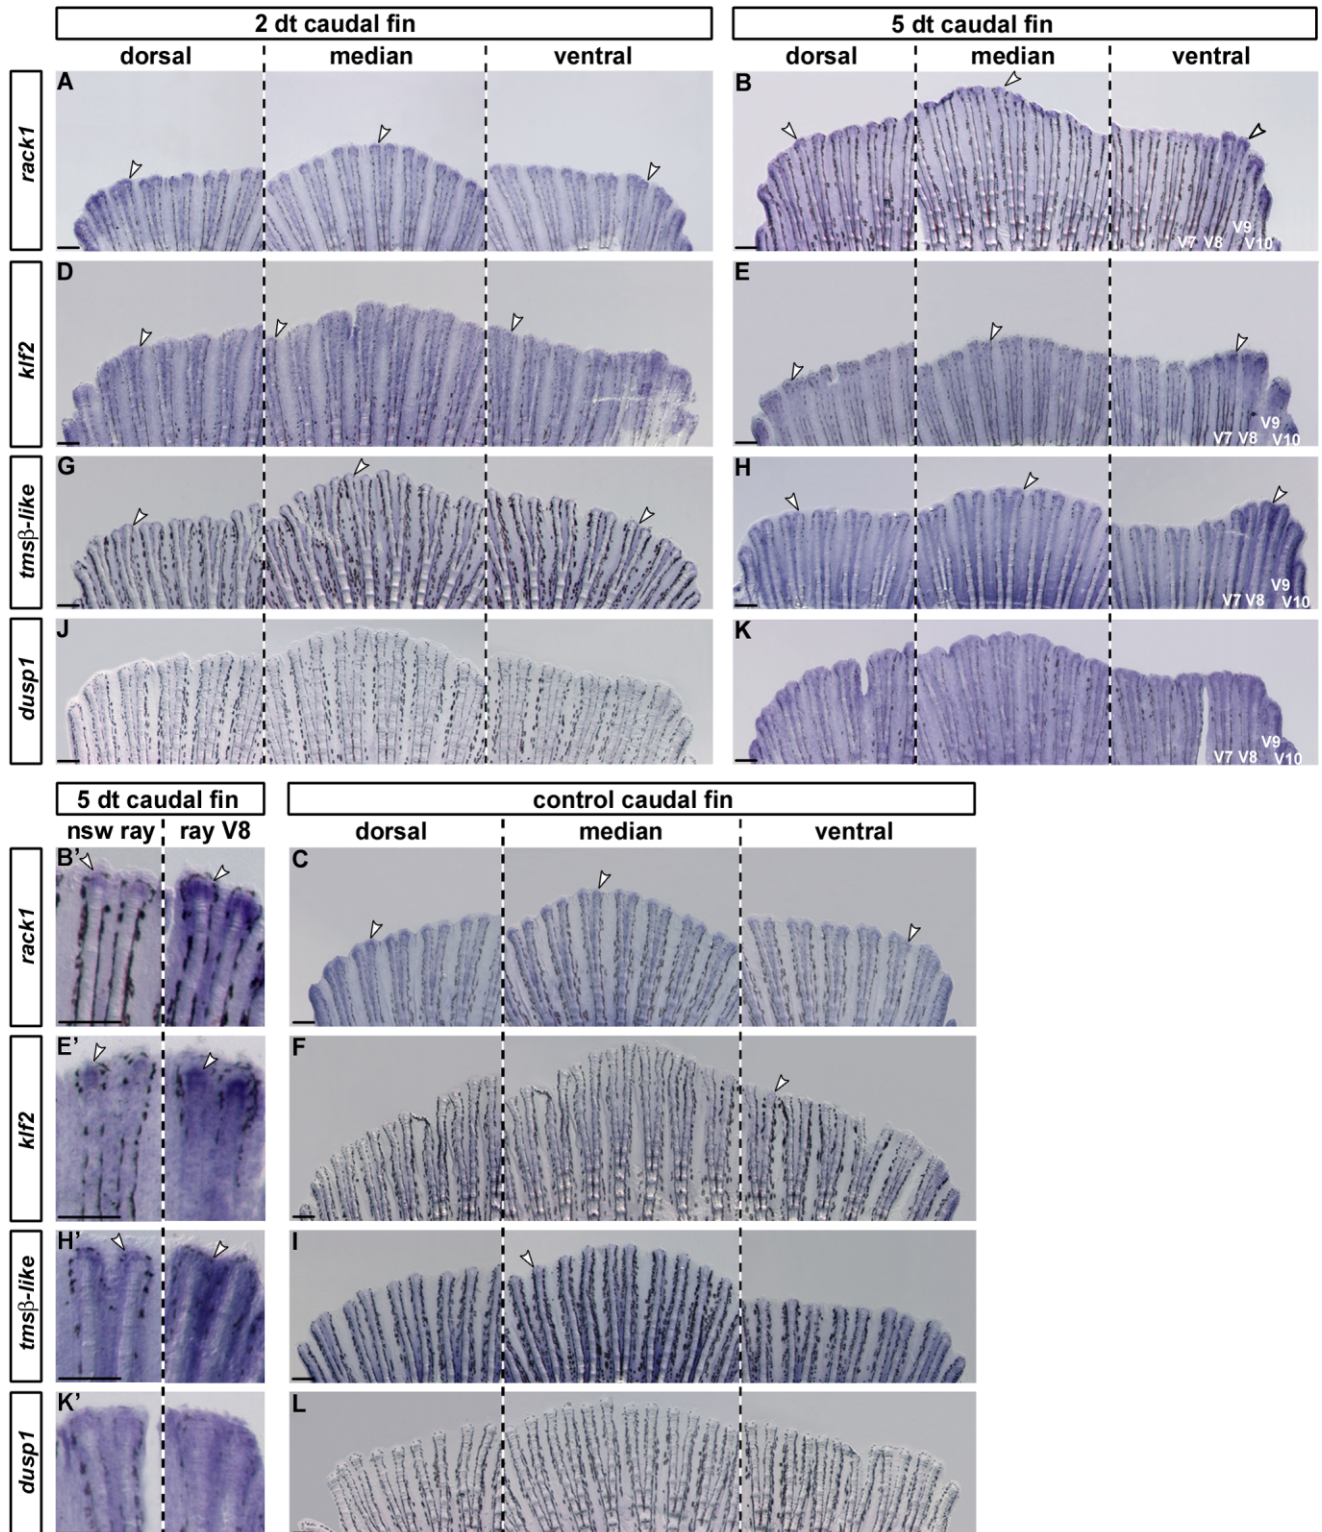 2 dt caudal fin
5 dt caudal fin
dorsal median ventral
dorsal median ventral
rack1
A
B
V7 V8 V9 V10
klf2
D
E
V7 V8 V9 V10
tmsβ-like
G
H
V7 V8 V9 V10
dusp1
J
K
V7 V8 V9 V10
5 dt caudal fin
control caudal fin
nsw ray ray V8
dorsal median ventral
rack1
B’
C
klf2
E’
F
tmsβ-like
H’
I
dusp1
K’
L